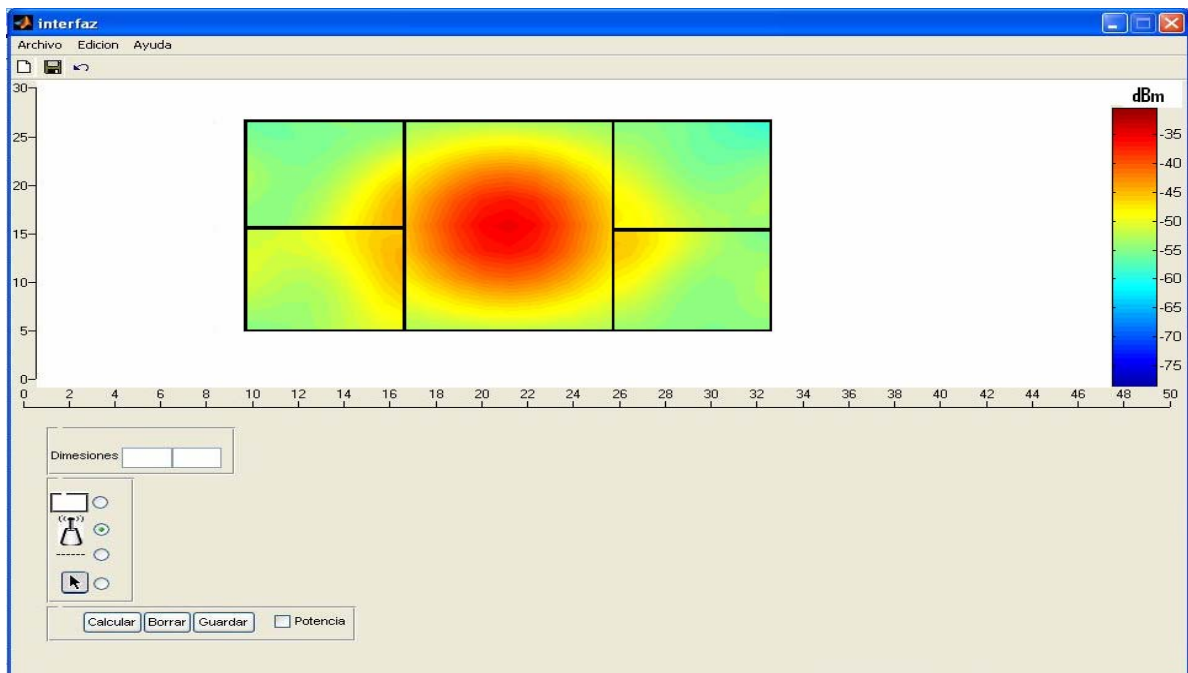 interfaz
Archivo Edicion Ayuda
dBm
30
25
20
15
10
5
0
-35
-40
-45
-50
-55
-60
-65
-70
-75
0 2 4 6 8 10 12 14 16 18 20 22 24 26 28 30 32 34 36 38 40 42 44 46 48 50
Dimesiones
Calcular Borrar Guardar Potencia